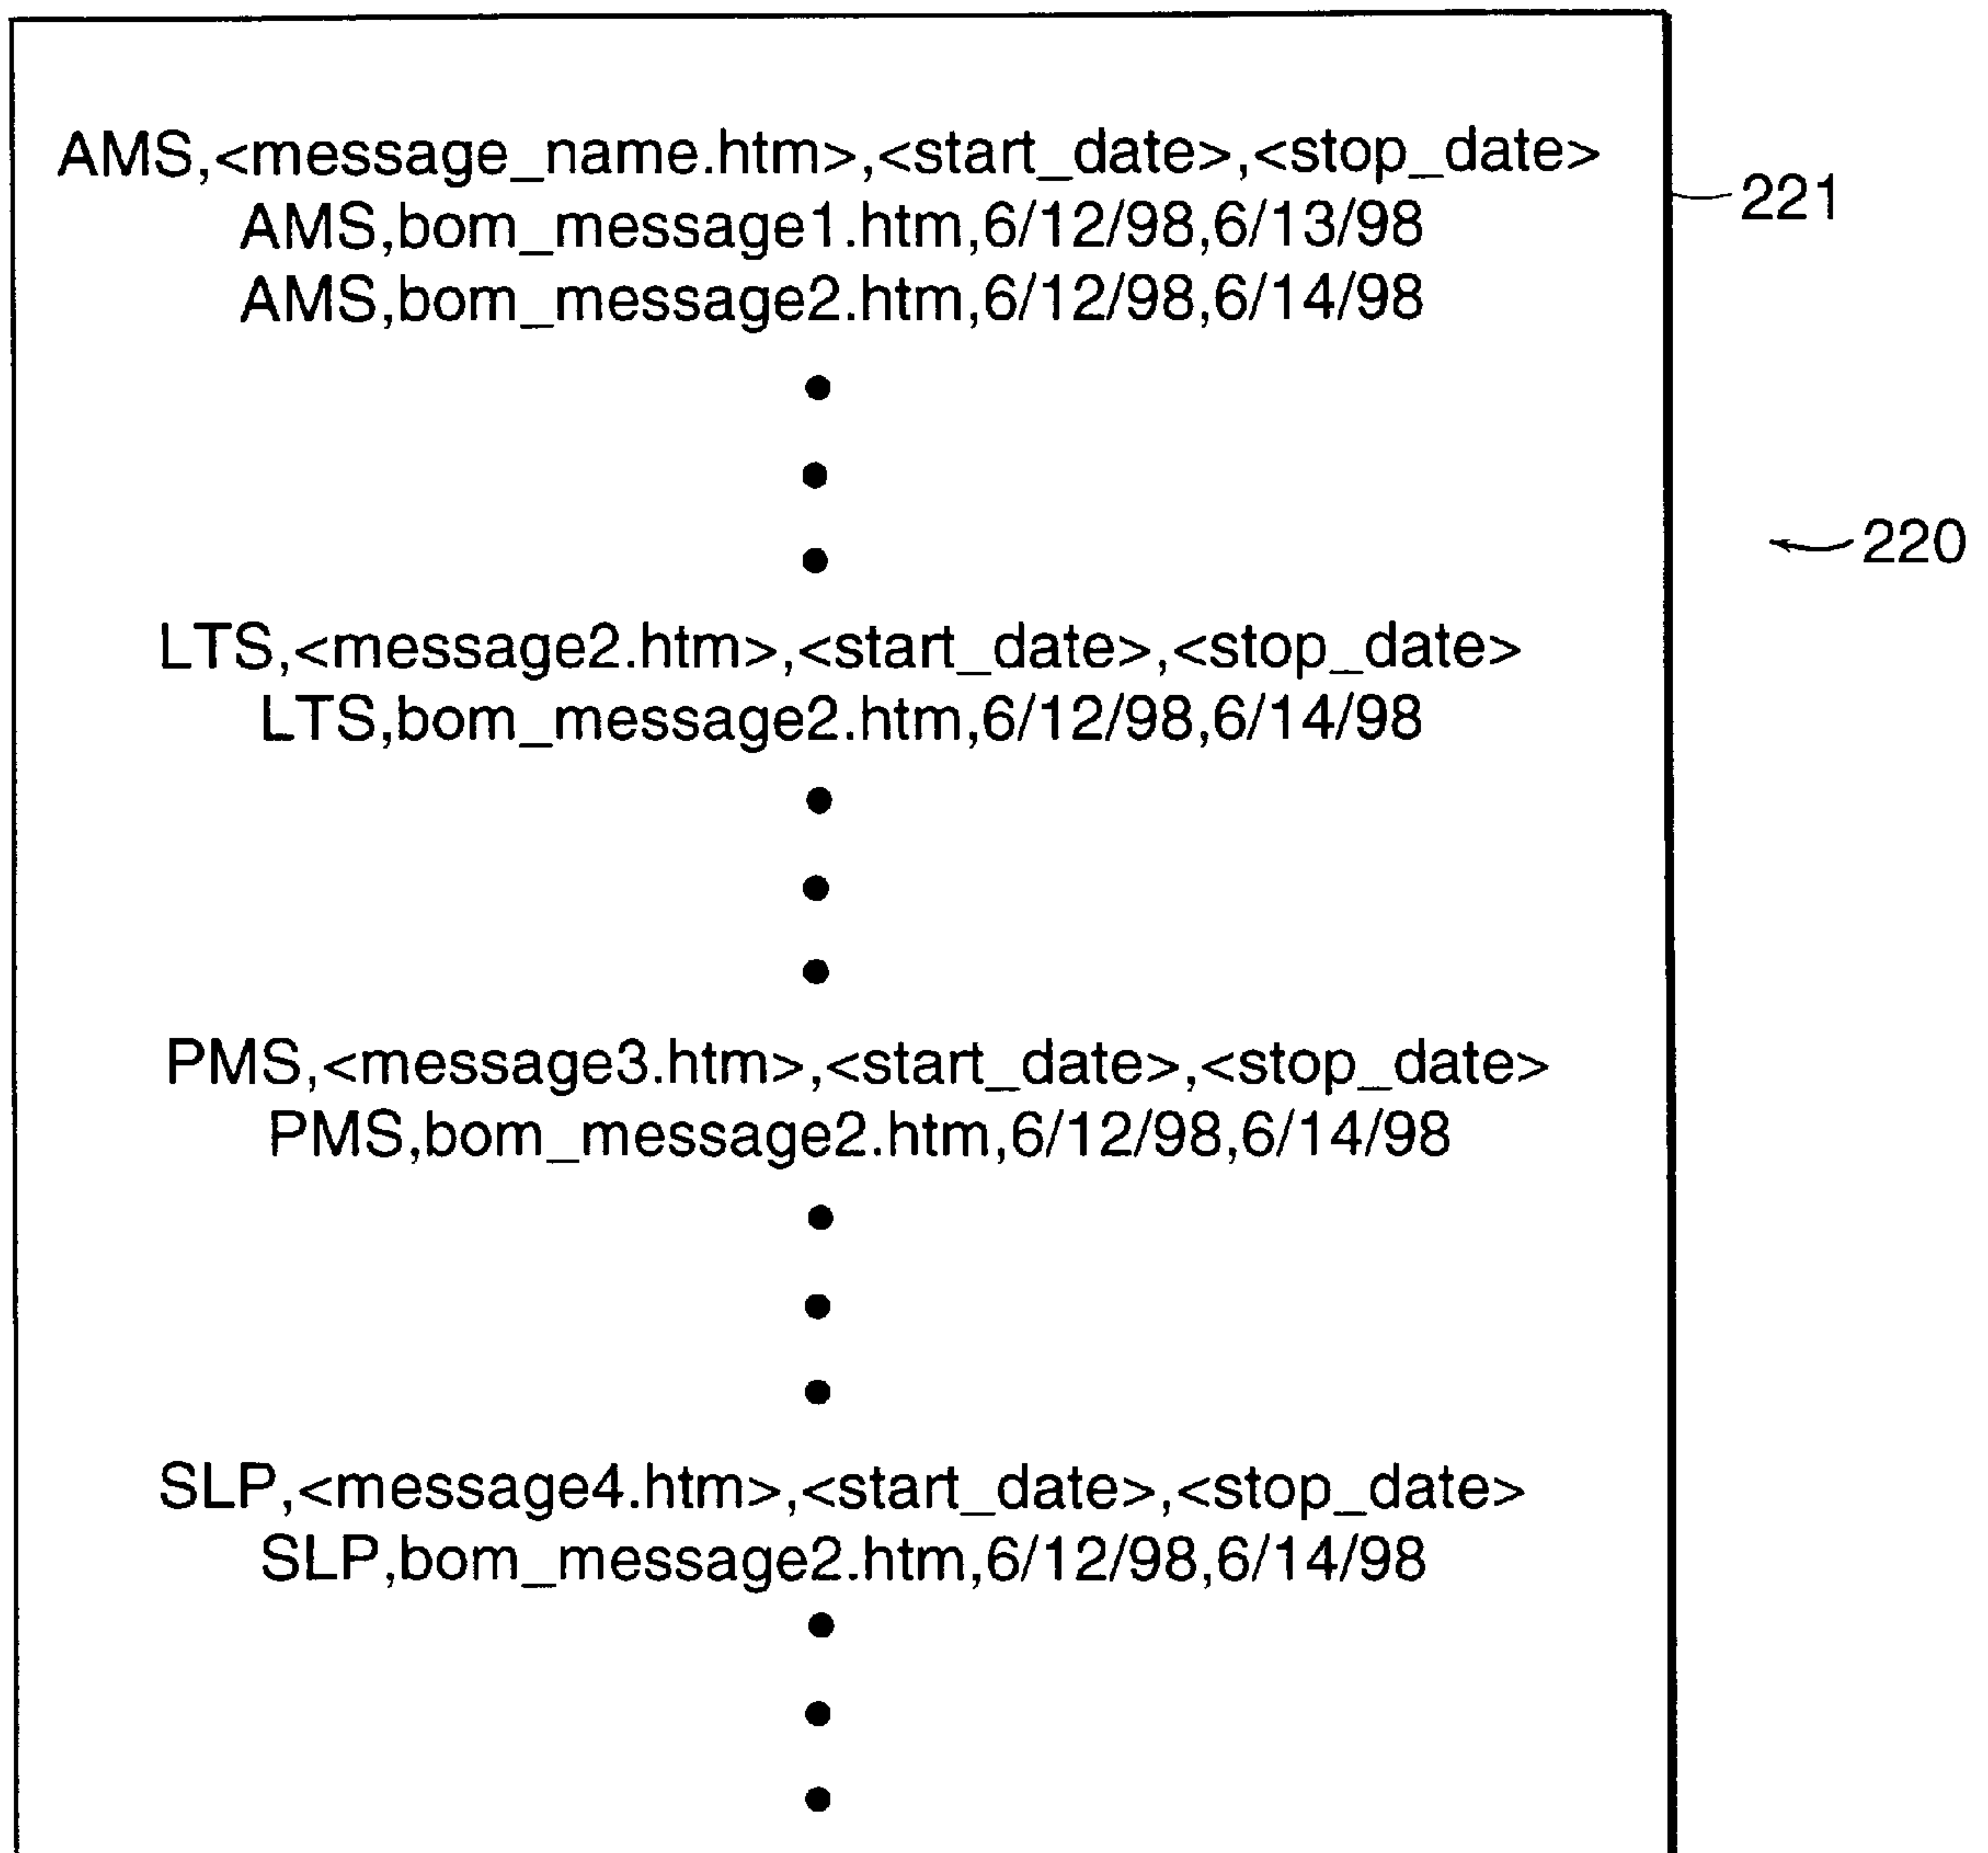 AMS,<message_name.htm>,<start_date>,<stop_date>
AMS,bom_message1.htm,6/12/98,6/13/98
221
AMS,bom_message2.htm,6/12/98,6/14/98
220
LTS,<message2.htm>,<start_date>,<stop_date>
LTS,bom_message2.htm,6/12/98,6/14/98
PMS,<message3.htm>,<start_date>,<stop_date>
PMS,bom_message2.htm,6/12/98,6/14/98
SLP,<message4.htm>,<start_date>,<stop_date>
SLP,bom_message2.htm,6/12/98,6/14/98